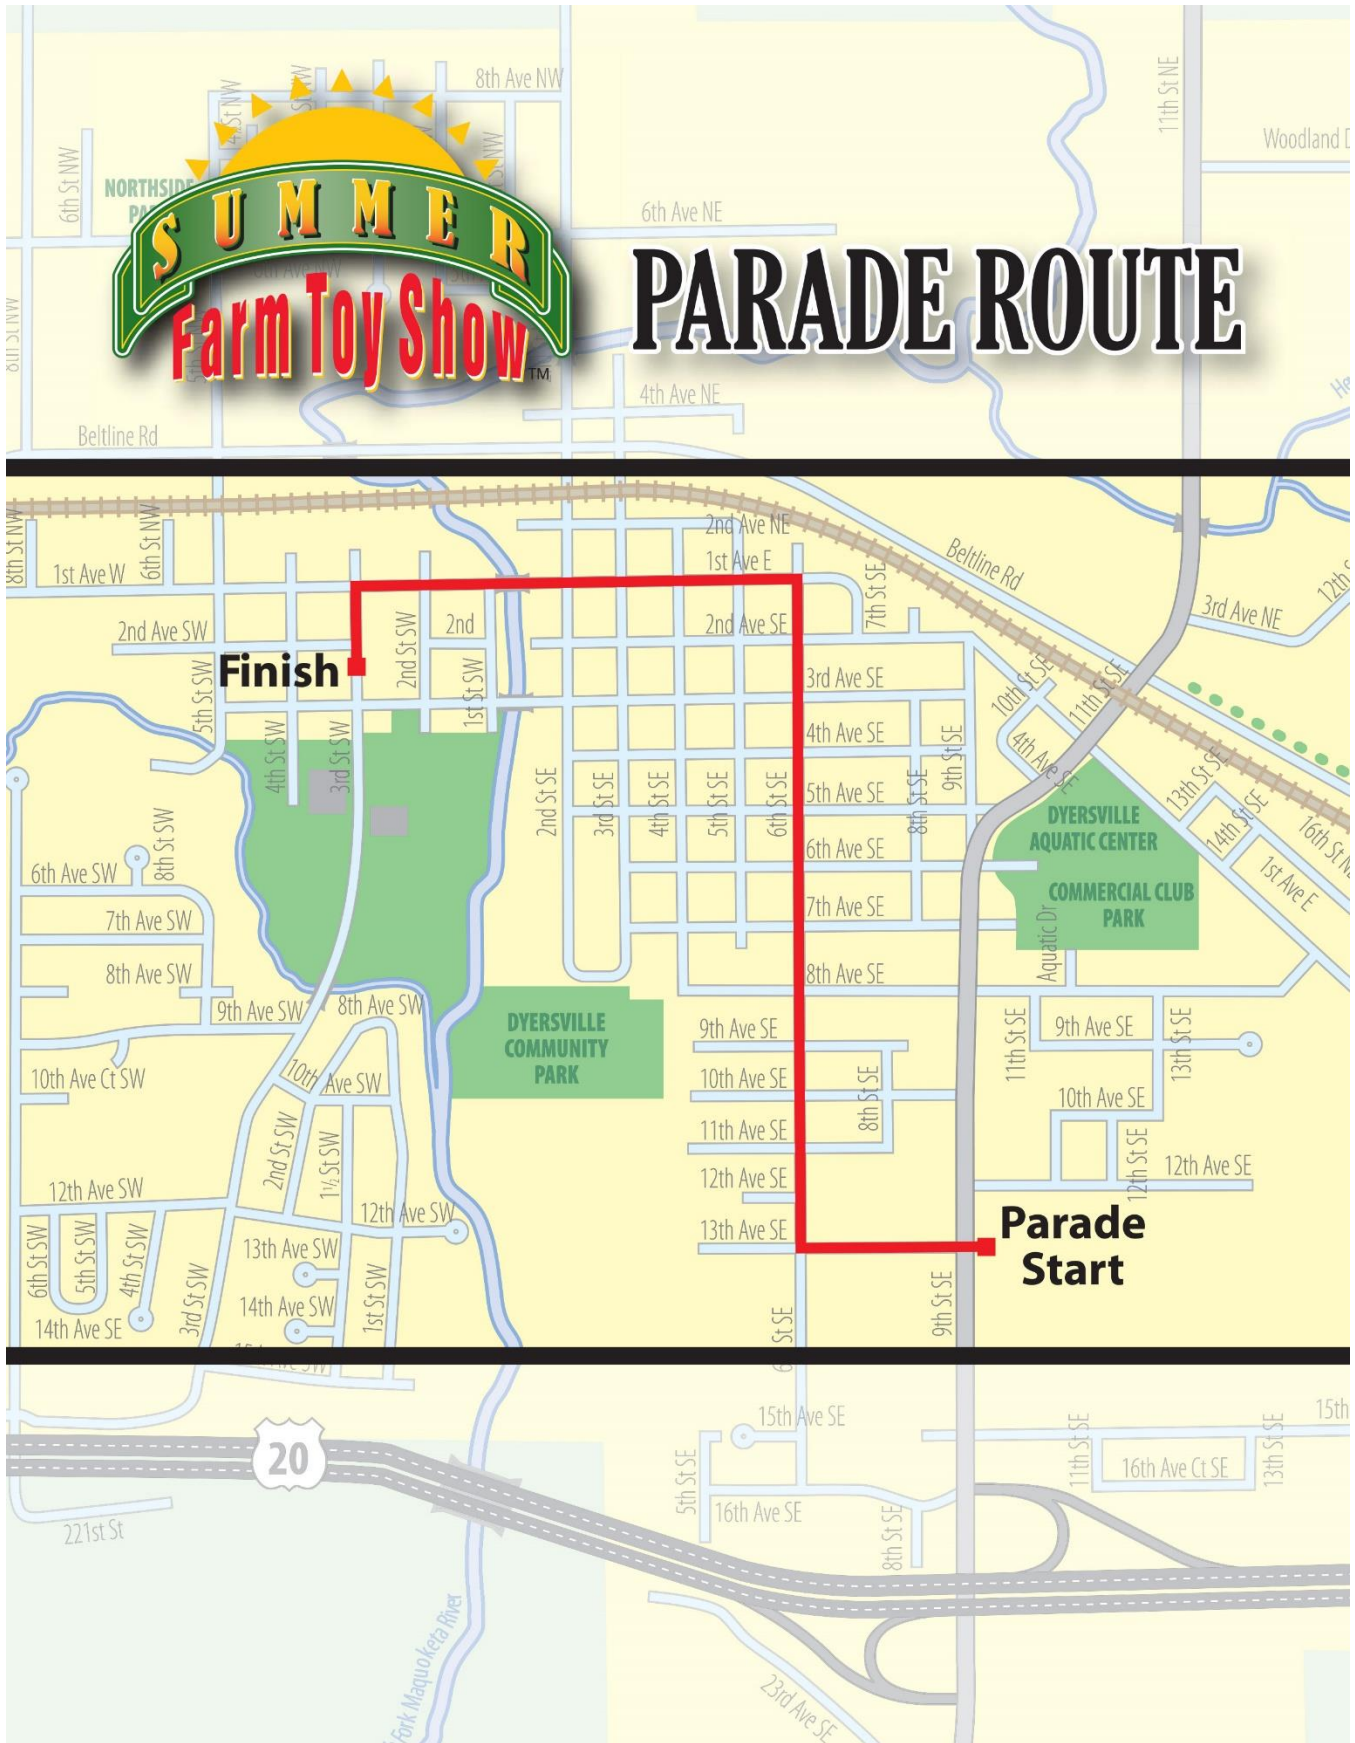 8th Ave NW
11th St NE
Woodland
6th St NW
NORTHSIDE
SUMMER
Farm Toy Show
TM
PARADE ROUTE
6th Ave NE
8th St NW
4th Ave NE
Beltline Rd
8th St NW
6th St NW
1st Ave W
2nd Ave NE
1st Ave E
Beltline Rd
7th St SE
3rd Ave NE
12th
2nd Ave SW
2nd St SW
2nd
2nd Ave SE
Finish
5th St SW
1st St SW
3rd Ave SE
10th St SE
11th St SE
4th St SW
3rd St SW
4th Ave SE
9th St SE
4th Ave SE
2nd St SE
3rd St SE
4th St SE
5th St SE
6th St SE
5th Ave SE
8th St SE
13th St SE
14th St SE
16th St N
DYERSVILLE
AQUATIC CENTER
COMMERCIAL CLUB
PARK
1st Ave E
8th St SW
6th Ave SW
6th Ave SE
7th Ave SW
7th Ave SE
Aquatic Dr
8th Ave SW
8th Ave SE
9th Ave SW
8th Ave SW
DYERSVILLE
COMMUNITY
PARK
9th Ave SE
11th St SE
9th Ave SE
13th St SE
10th Ave Ct SW
10th Ave SW
10th Ave SE
8th St SE
10th Ave SE
2nd St SW
1½ St SW
11th Ave SE
12th St SE
12th Ave SE
12th Ave SW
12th Ave SW
12th Ave SE
13th Ave SE
Parade
Start
6th St SW
5th St SW
4th St SW
3rd St SW
13th Ave SW
14th Ave SW
1st St SW
14th Ave SE
6th St SE
9th St SE
20
15th Ave SE
11th St SE
13th St SE
15th
16th Ave Ct SE
5th St SE
16th Ave SE
8th St SE
221st St
Fork Maquoketa River
23rd Ave SE